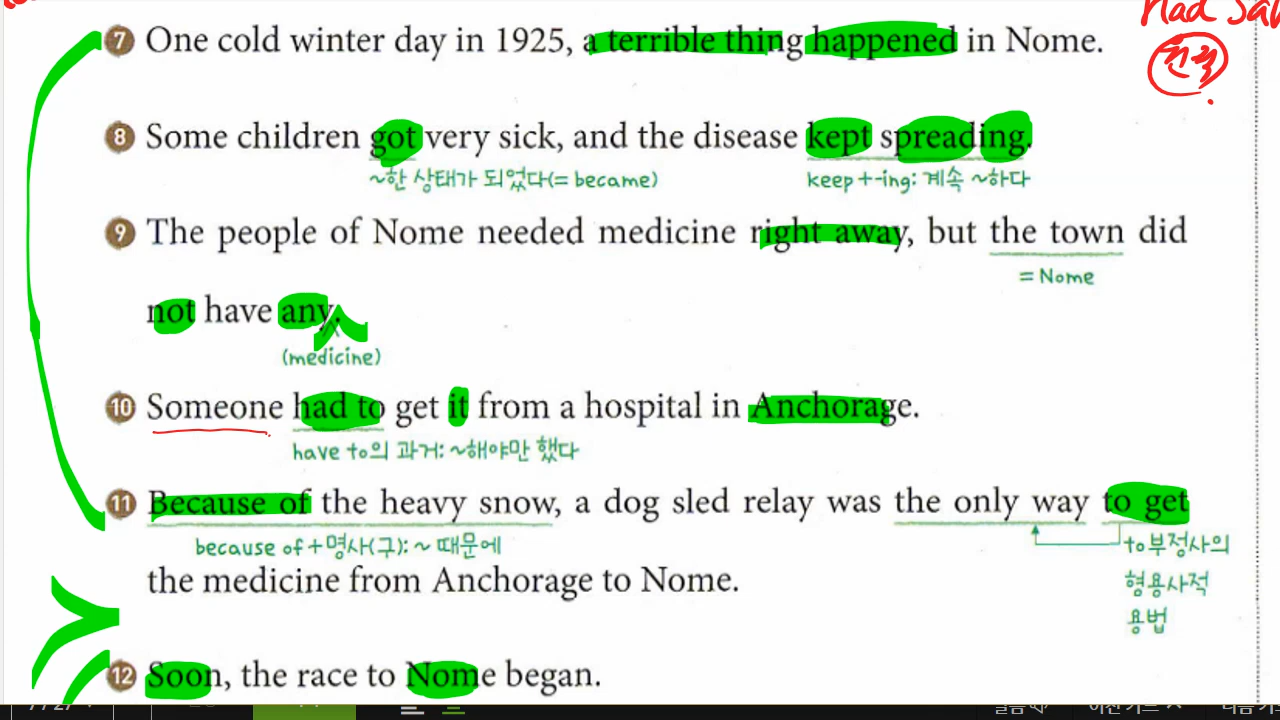 Had
전부
7 One cold winter day in 1925, a terrible thing happened in Nome.
8 Some children got very sick, and the disease kept spreading.
~한 상태가 되었다(= became) keep+-ing: 계속 ~하다
9 The people of Nome needed medicine right away, but the town did
= Nome
not have any.
(medicine)
10 Someone had to get it from a hospital in Anchorage.
have to의 과거: ~해야만 했다
11 Because of the heavy snow, a dog sled relay was the only way to get
because of+명사(구): ~ 때문에 to부정사의
the medicine from Anchorage to Nome. 형용사적
용법
12 Soon, the race to Nome began.